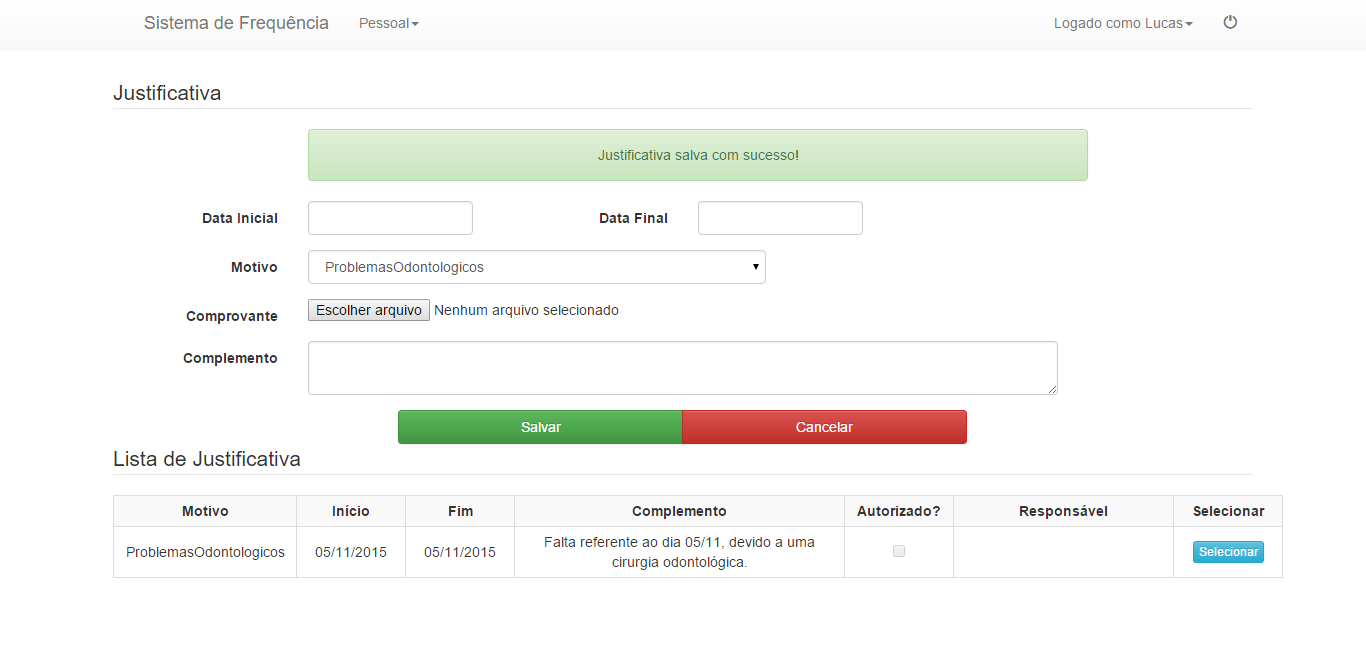 Sistema de Frequência Pessoal Logado como Lucas
Justificativa
Justificativa salva com sucesso!
Data Inicial Data Final
Motivo ProblemasOdontologicos
Comprovante Escolher arquivo Nenhum arquivo selecionado
Complemento
Salvar Cancelar
Lista de Justificativa
Motivo Início Fim Complemento Autorizado? Responsável Selecionar
ProblemasOdontologicos 05/11/2015 05/11/2015 Falta referente ao dia 05/11, devido a uma
cirurgia odontológica. Selecionar